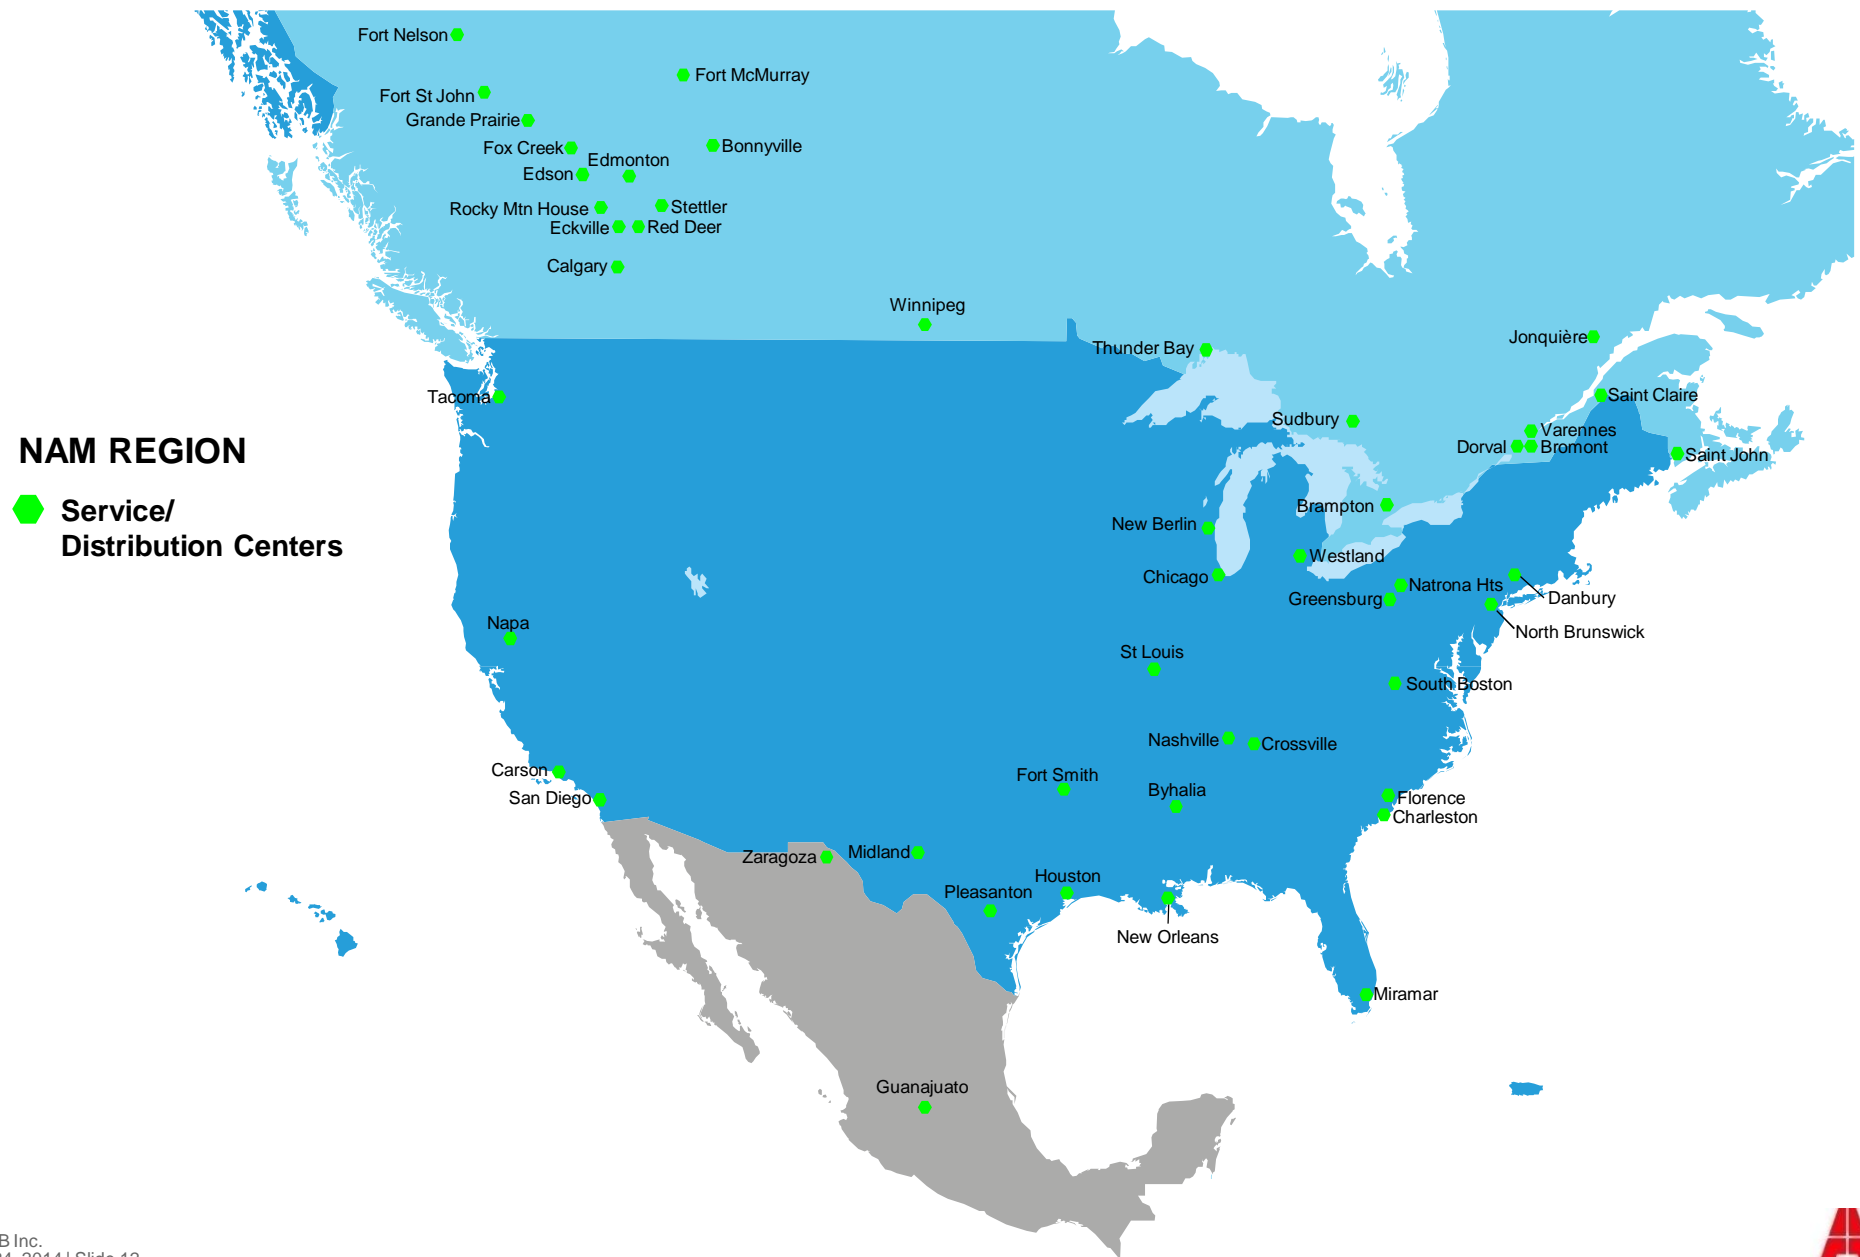 Fort Nelson
Fort McMurray
Fort St John
Grande Prairie
Fox Creek
Bonnyville
Edmonton
Edson
Rocky Mtn House
Stettler
Eckville
Red Deer
Calgary
Winnipeg
Thunder Bay
Jonquière
Tacoma
Saint Claire
Sudbury
Varennes
Dorval
Bromont
Saint John
NAM REGION
Service/
Distribution Centers
Brampton
New Berlin
Westland
Chicago
Natrona Hts
Greensburg
Danbury
North Brunswick
Napa
St Louis
South Boston
Nashville
Crossville
Carson
Fort Smith
San Diego
Byhalia
Florence
Charleston
Zaragoza
Midland
Houston
Pleasanton
New Orleans
Miramar
Guanajuato
B Inc.
2014 | Slide